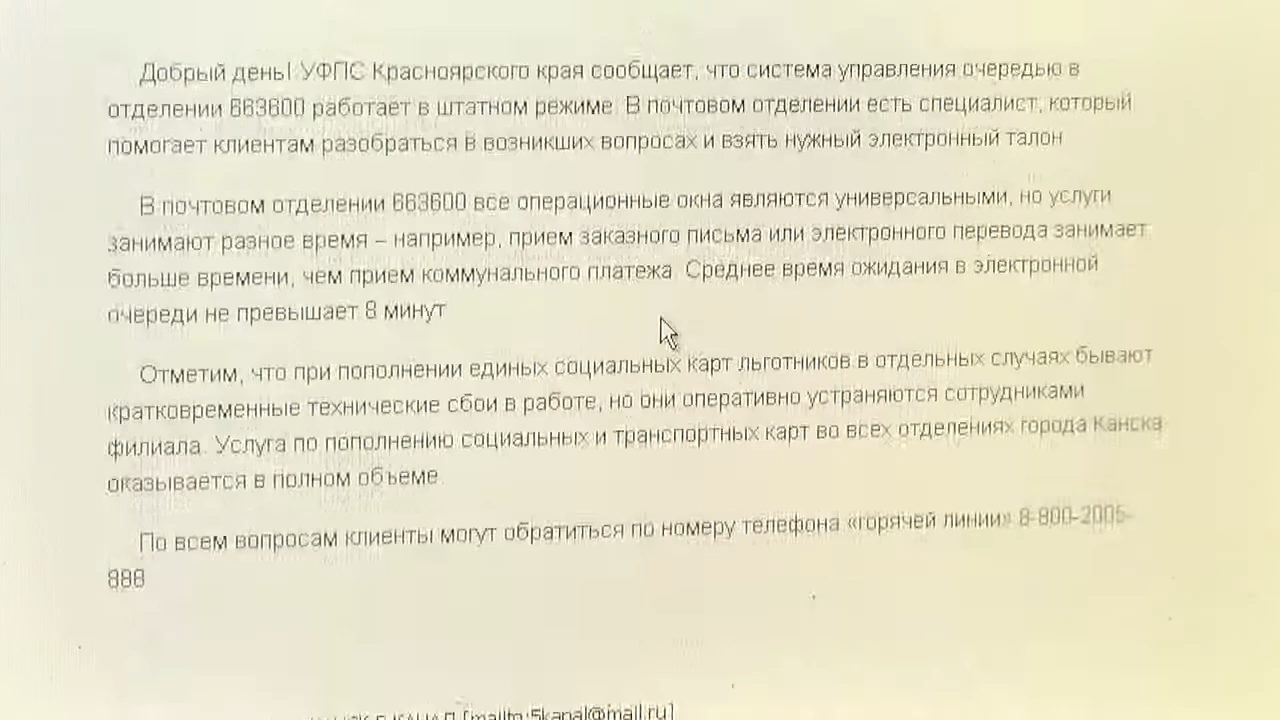 Добрый день! УФПС Красноярского края сообщает, что система управления очередью в
отделении 663600 работает в штатном режиме. В почтовом отделении есть специалист, который
помогает клиентам разобраться в возникших вопросах и взять нужный электронный талон
В почтовом отделении 663600 все операционные окна являются универсальными, но услуги
занимают разное время – например, прием заказного письма или электронного перевода занимает
больше времени, чем прием коммунального платежа. Среднее время ожидания в электронной
очереди не превышает 8 минут
Отметим, что при пополнении единых социальных карт льготников в отдельных случаях бывают
кратковременные технические сбои в работе, но они оперативно устраняются сотрудниками
филиала. Услуга по пополнению социальных и транспортных карт во всех отделениях города Канска
оказывается в полном объеме
По всем вопросам клиенты могут обратиться по номеру телефона «горячей линии» 8-800-2005-
888
5 КАНАЛ [mailto:5kanal@mail.ru]